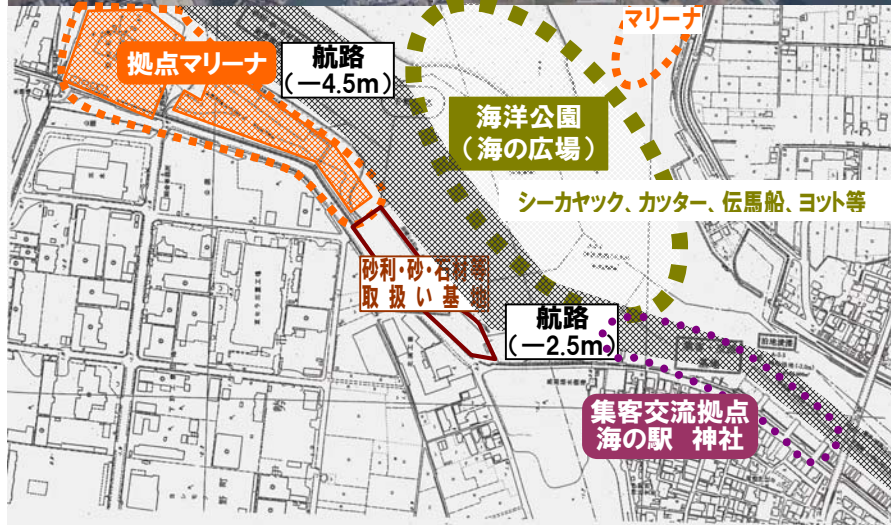 マリーナ
拠点マリーナ
航路
(―4.5m)
海洋公園
(海の広場)
シーカヤック、カッター、伝馬船、ヨット等
砂利・砂・石材等
取扱い基地
航路
(―2.5m)
集客交流拠点
海の駅 神社